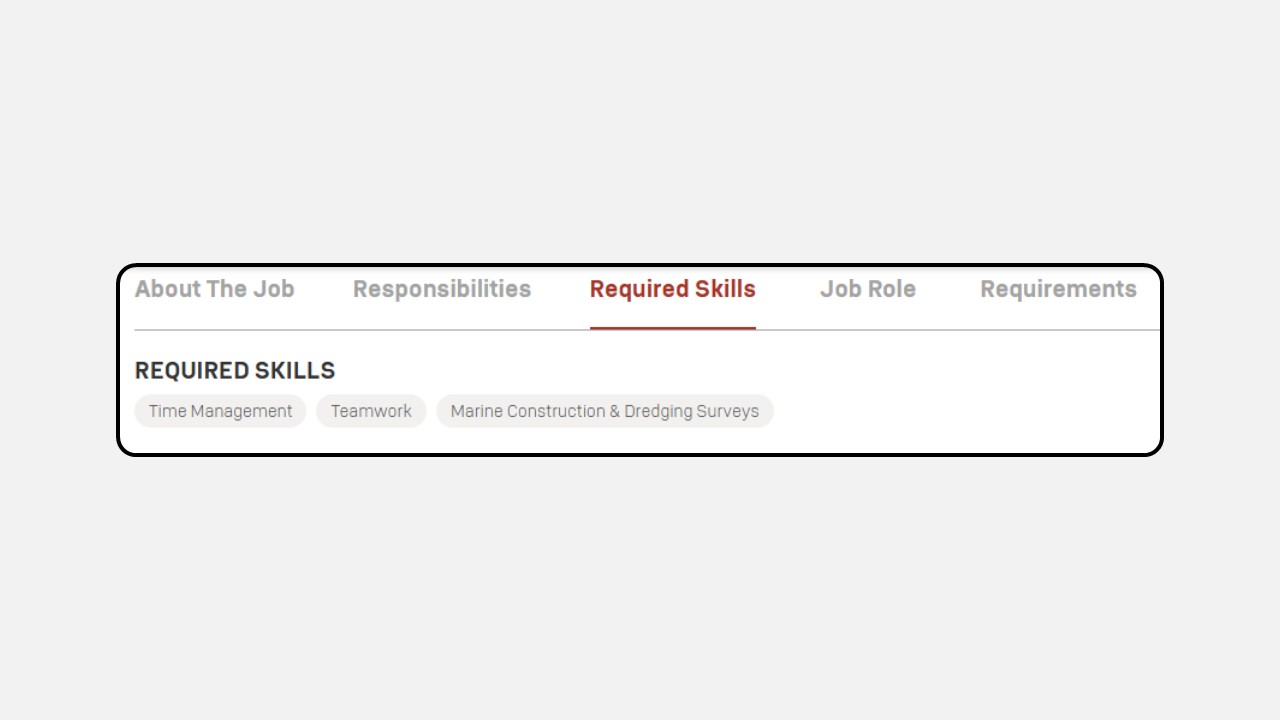 About The Job Responsibilities Required Skills Job Role Requirements
REQUIRED SKILLS
Time Management Teamwork Marine Construction & Dredging Surveys